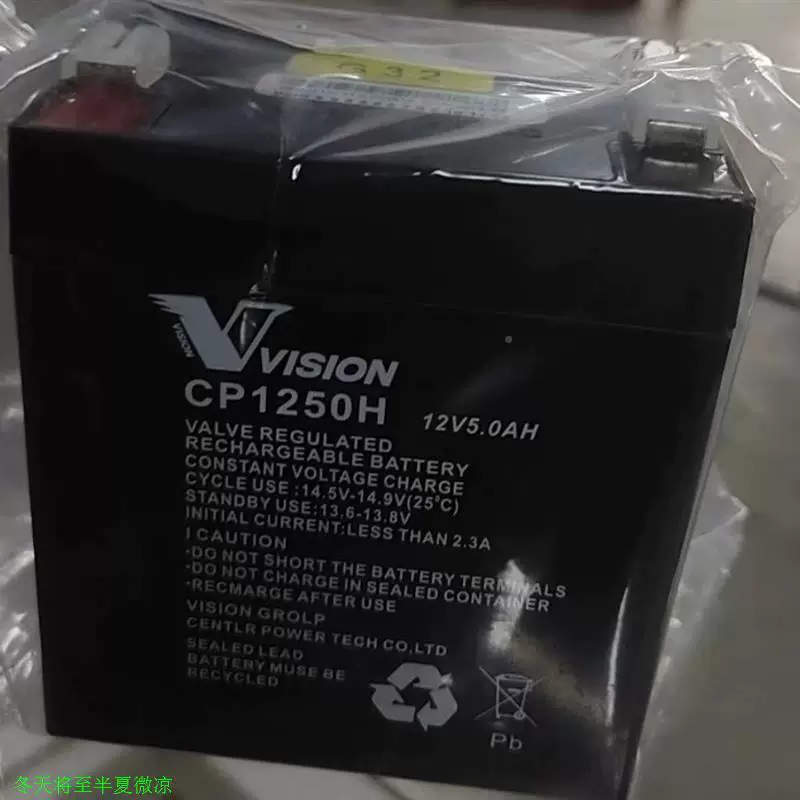 G32
VISION
VISION
CP1250H 12V5.0AH
VALVE REGULATED
RECHARGEABLE BATTERY
CONSTANT VOLTAGE CHARGE
CYCLE USE:14.5V-14.9V(25°C)
STANDBY USE:13.6-13.8V
INITIAL CURRENT:LESS THAN 2.3A
! CAUTION
·DO NOT SHORT THE BATTERY TERMINALS
·DO NOT CHARGE IN SEALED CONTAINER
·RECMARGE AFTER USE
VISION GROLP
CENTLR POWER TECH CO,LTD
SEALED LEAD
BATTERY MUSE BE
RECYCLED
Pb
冬天将至半夏微凉